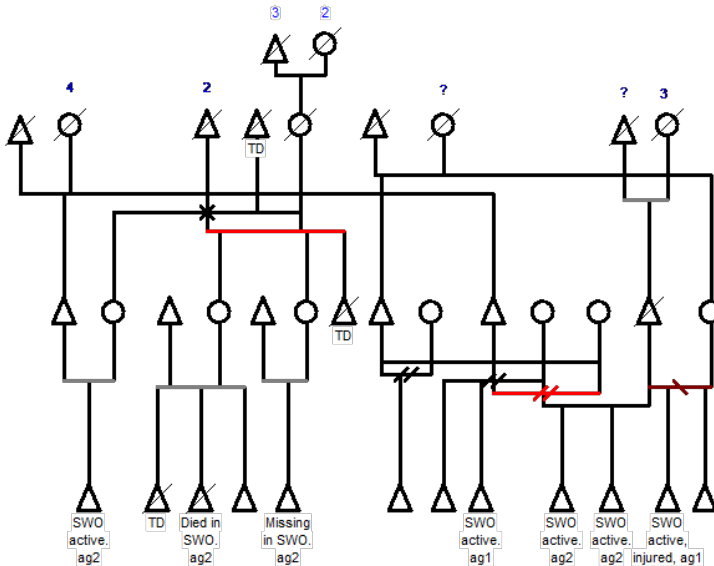 3 2
4 2 ? ? 3
TD
TD
SWO
active.
ag2
TD
Died in
SWO.
ag2
Missing
in SWO.
ag2
SWO
active.
ag1
SWO
active.
ag2
SWO
active.
ag2
SWO
active,
injured, ag1